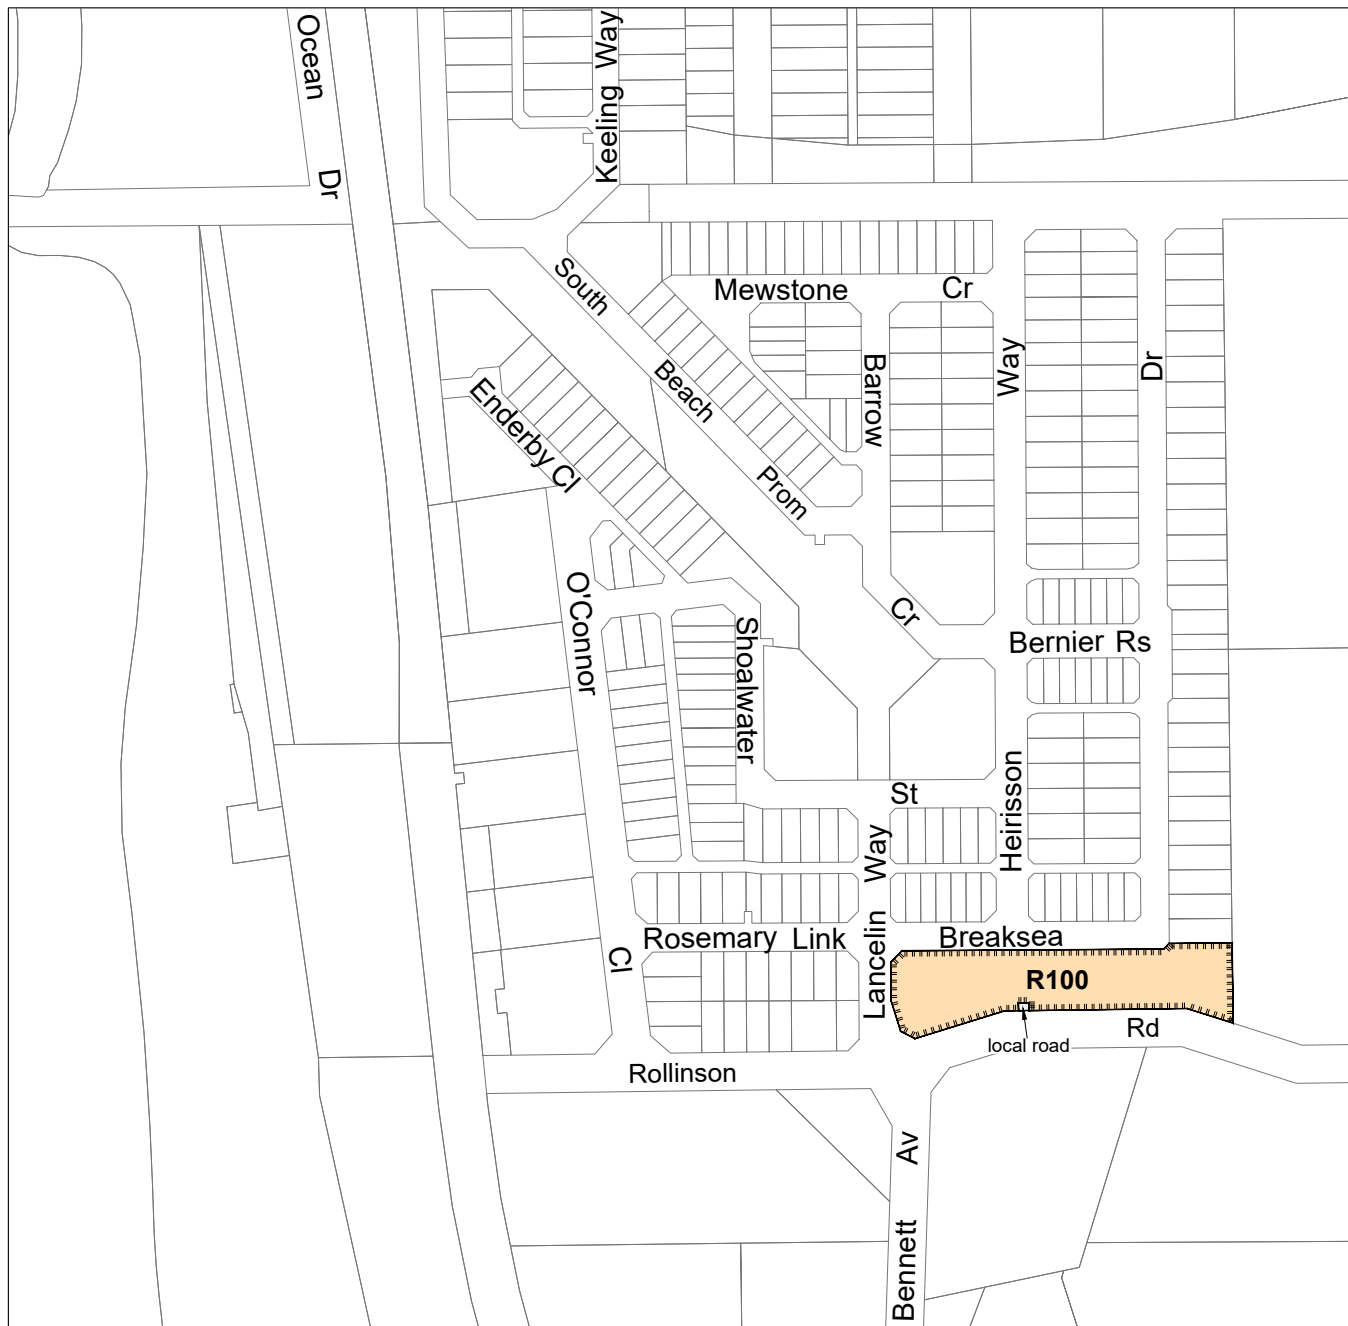 Ocean
Dr
Keeling Way
South
Beach
Prom
Mewstone Cr
Barrow
Cr
Way
Dr
Enderby Cl
O'Connor
Cl
Shoalwater
St
Bernier Rs
Heirisson
Lancelin Way
Rosemary Link
Breaksea
R100
local road
Rd
Rollinson
Bennett Av